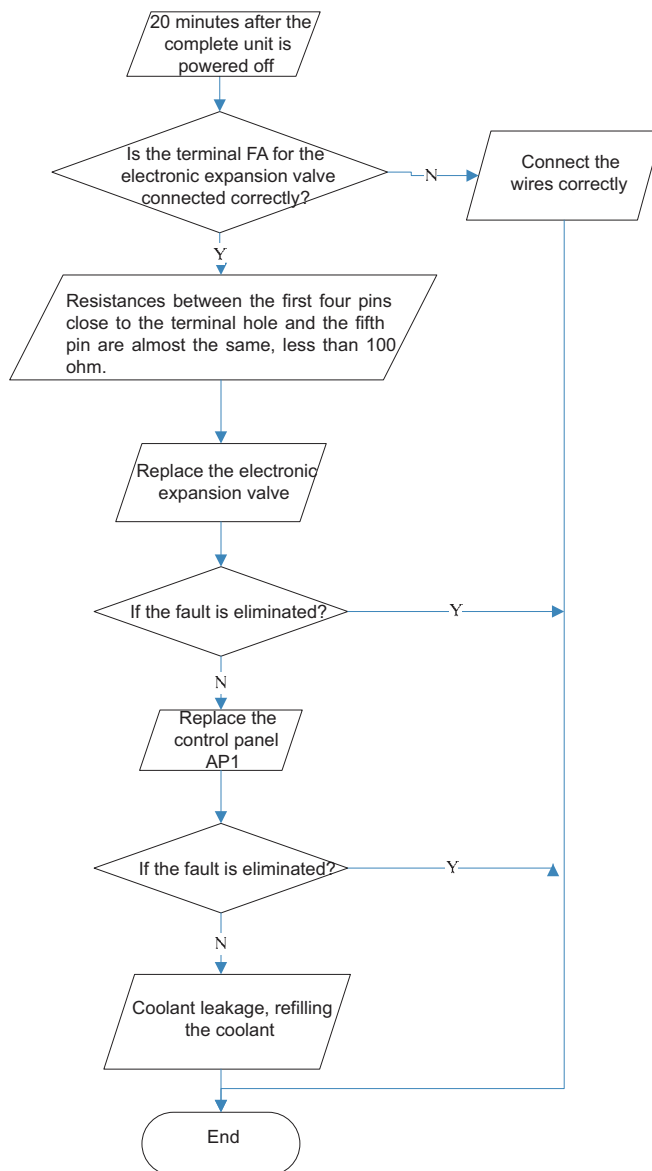 20 minutes after the
complete unit is
powered off
Is the terminal FA for the
electronic expansion valve
connected correctly?
N
Connect the
wires correctly
Y
Resistances between the first four pins
close to the terminal hole and the fifth
pin are almost the same, less than 100
ohm.
Replace the electronic
expansion valve
If the fault is eliminated?
Y
N
Replace the
control panel
AP1
If the fault is eliminated?
Y
N
Coolant leakage, refilling
the coolant
End